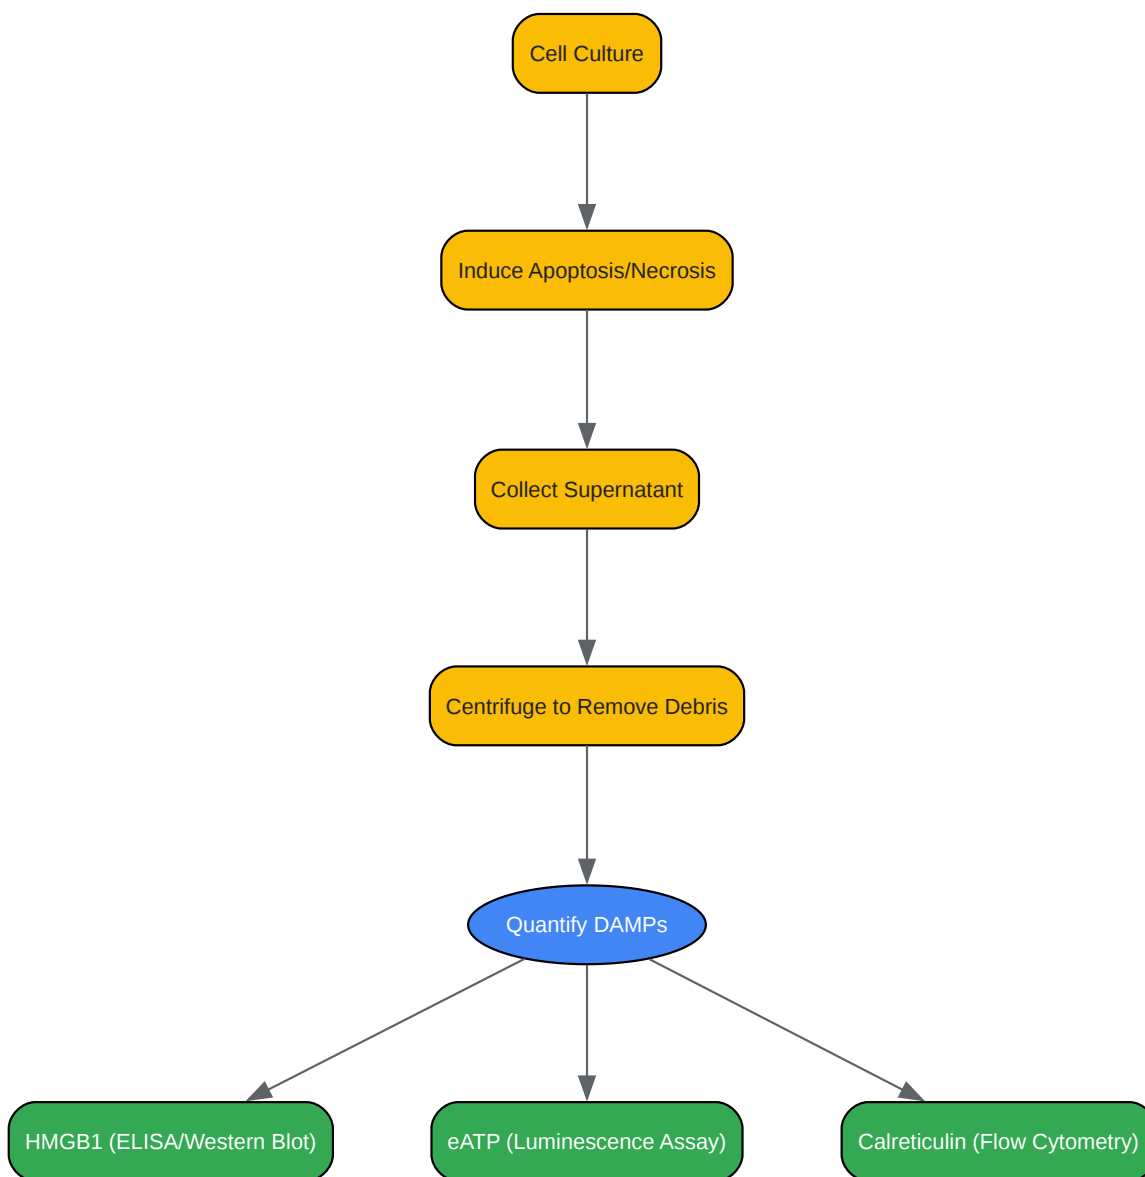 Cell Culture
Induce Apoptosis/Necrosis
Collect Supernatant
Centrifuge to Remove Debris
Quantify DAMPs
HMGB1 (ELISA/Western Blot)
eATP (Luminescence Assay)
Calreticulin (Flow Cytometry)